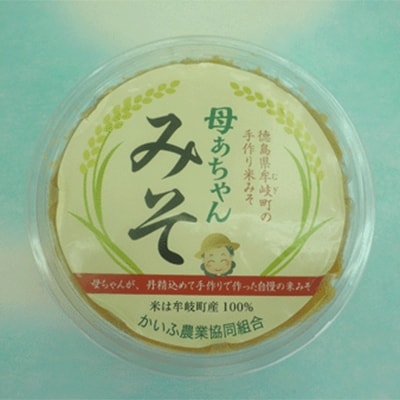 徳島県牟岐町の
むぎ
手作り米みそ
母ぁちゃん
みそ
母ちゃんが、丹精込めて手作りで作った自慢の米みそ
米は牟岐町産100%
かいふ農業協同組合